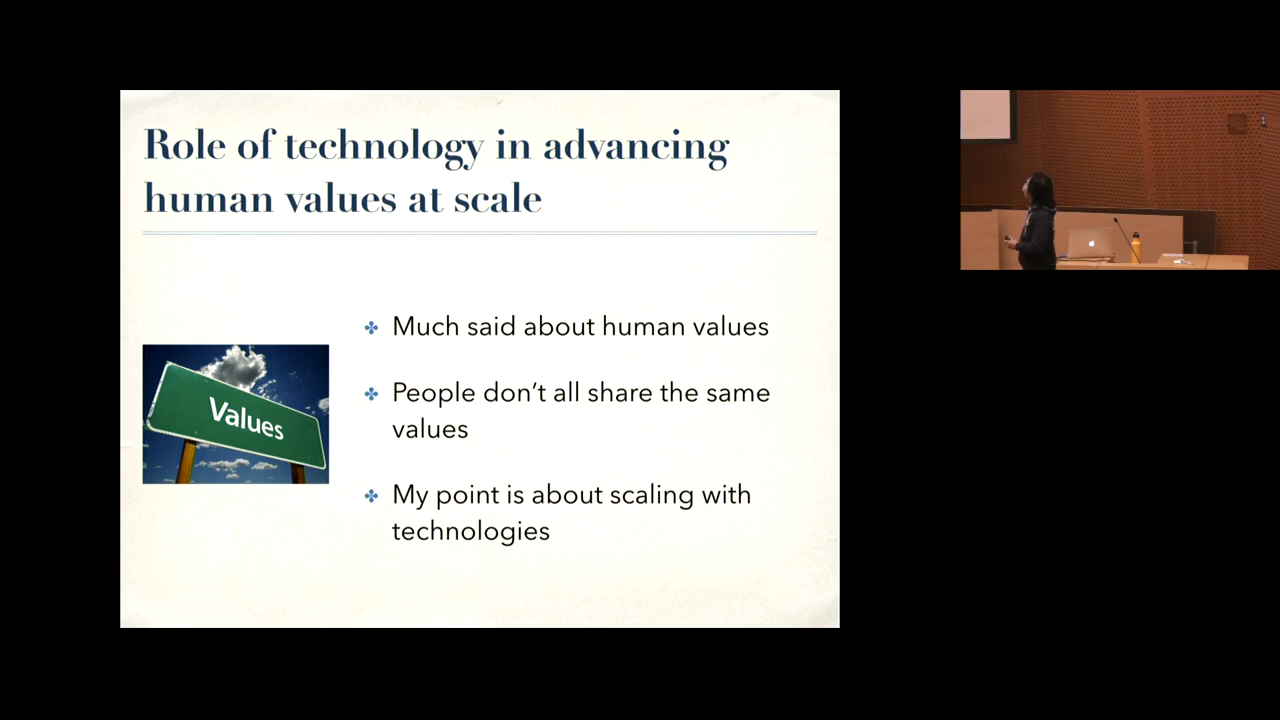 Role of technology in advancing
human values at scale
Values
Much said about human values
People don't all share the same
values
My point is about scaling with
technologies